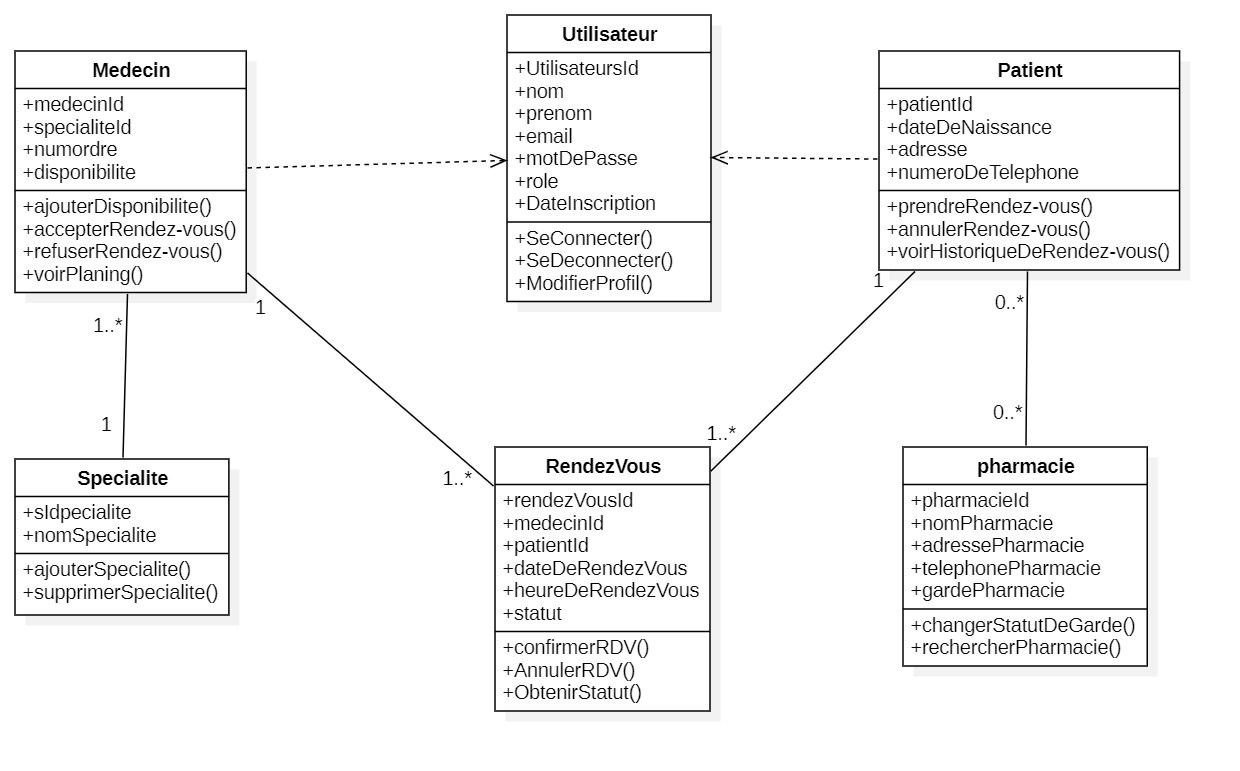 Medecin
+medecinId
+specialiteId
+numordre
+disponibilite
+ajouterDisponibilite()
+accepterRendez-vous()
+refuserRendez-vous()
+voirPlaning()
Utilisateur
+UtilisateursId
+nom
+prenom
+email
+motDePasse
+role
+DateInscription
+SeConnecter()
+SeDeconnecter()
+ModifierProfil()
Patient
+patientId
+dateDeNaissance
+adresse
+numeroDeTelephone
+prendreRendez-vous()
+annulerRendez-vous()
+voirHistoriqueDeRendez-vous()
1..*
1
1
1..*
1
1..*
0..*
0..*
Specialite
+sIdpecialite
+nomSpecialite
+ajouterSpecialite()
+supprimerSpecialite()
RendezVous
+rendezVousId
+medecinId
+patientId
+dateDeRendezVous
+heureDeRendezVous
+statut
+confirmerRDV()
+AnnulerRDV()
+ObtenirStatut()
pharmacie
+pharmacieId
+nomPharmacie
+adressePharmacie
+telephonePharmacie
+gardePharmacie
+changerStatutDeGarde()
+rechercherPharmacie()